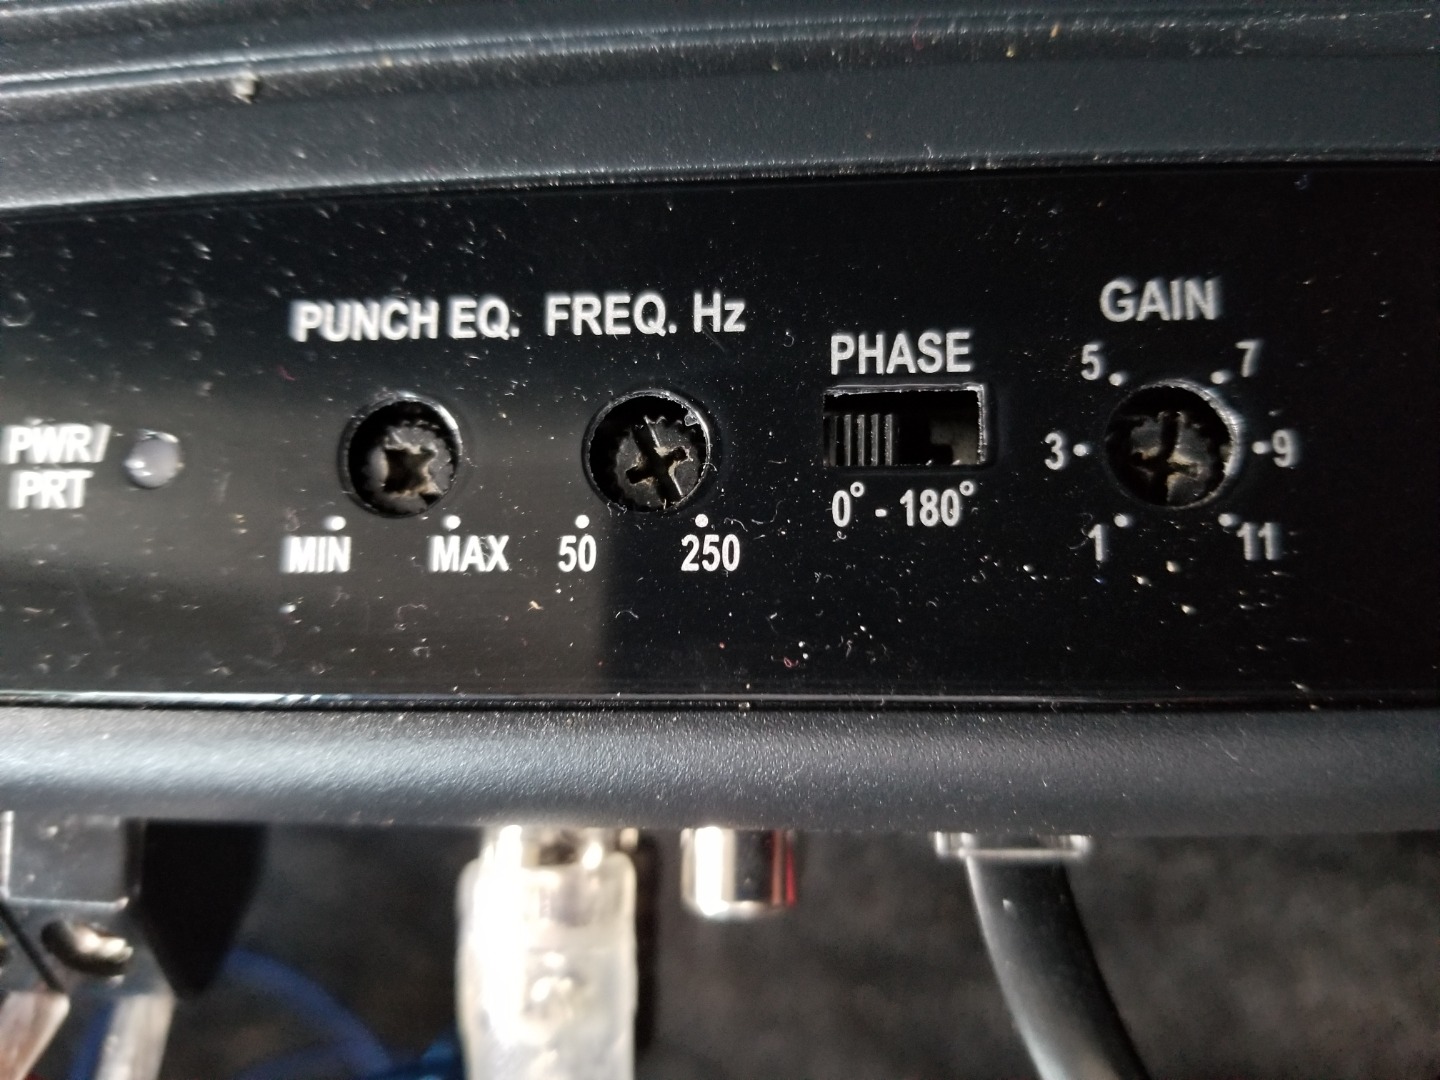 PWR/
PRT
PUNCH EQ.
MIN MAX
FREQ. Hz
50 250
PHASE
0° - 180°
GAIN
5 7
3 9
1 11